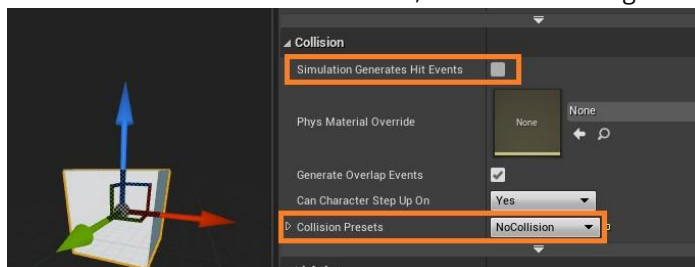 Collision
Simulation Generates Hit Events
Phys Material Override
None
None
Generate Overlap Events
Can Character Step Up On
Yes
Collision Presets
NoCollision